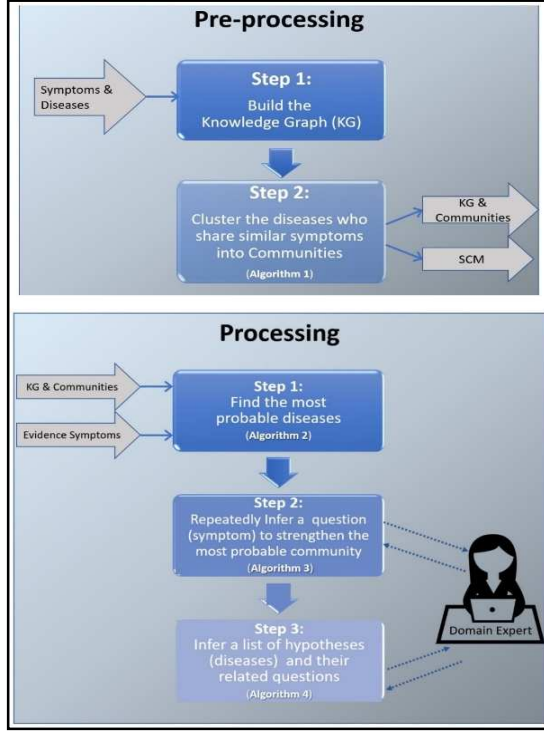 Pre-processing
Symptoms &
Diseases
Step 1:
Build the
Knowledge Graph (KG)
Step 2:
Cluster the diseases who
share similar symptoms
into Communities
(Algorithm 1)
KG &
Communities
SCM
Processing
KG & Communities
Evidence Symptoms
Step 1:
Find the most
probable diseases
(Algorithm 2)
Step 2:
Repeatedly Infer a question
(symptom) to strengthen the
most probable community
(Algorithm 3)
Domain Expert
Step 3:
Infer a list of hypotheses
(diseases) and their
related questions
(Algorithm 4)